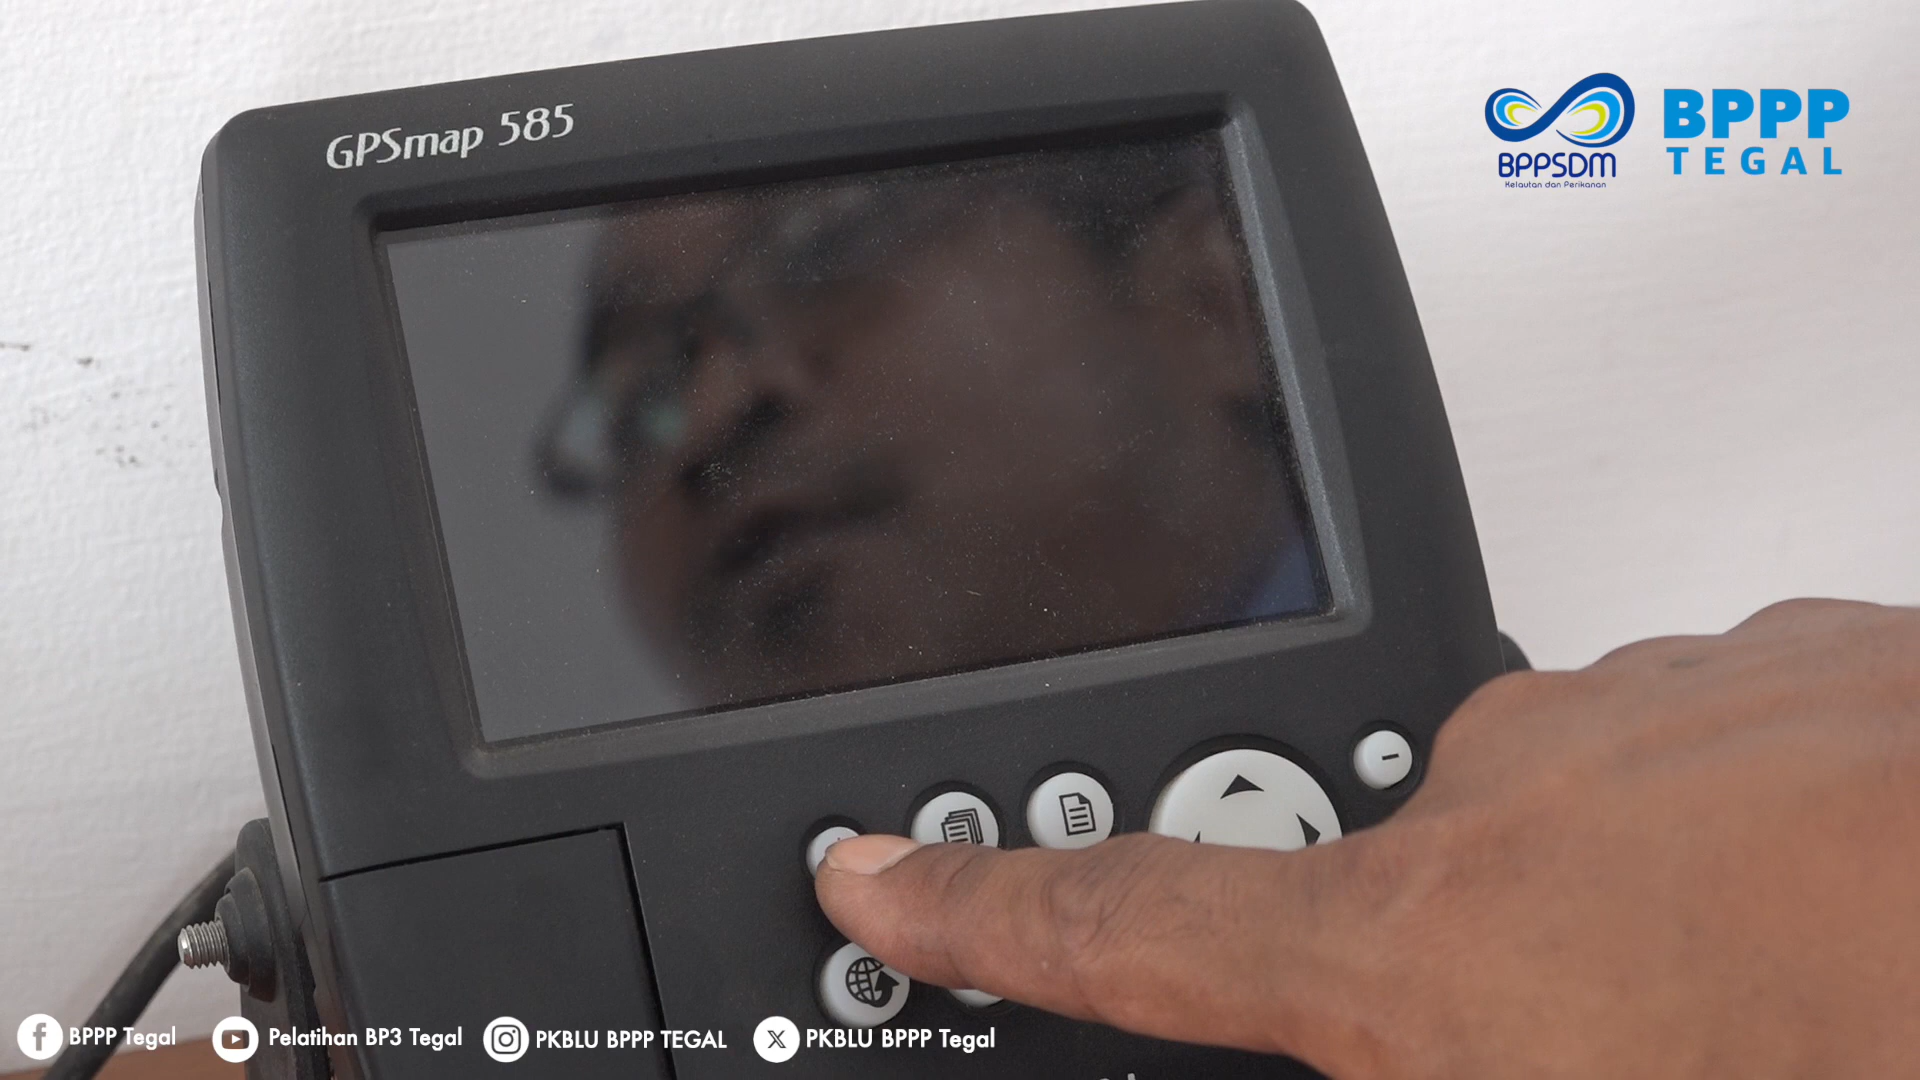 GPSmap 585
BPPSDM
Kelautan dan Perikanan
BPPP
TEGAL
BPPP Tegal
Pelatihan BP3 Tegal
PKBLU BPPP TEGAL
PKBLU BPPP Tegal